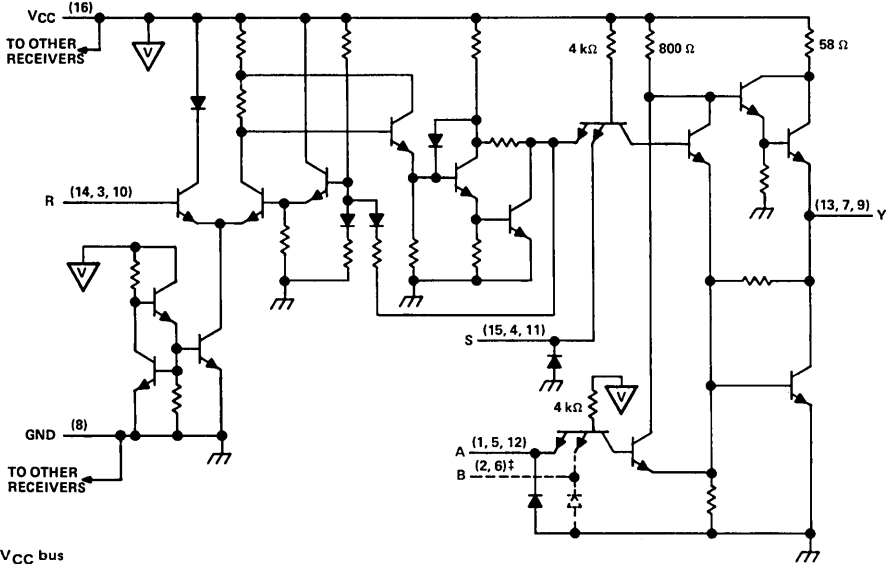 VCC (16)
TO OTHER
RECEIVERS
V
4 kΩ
800 Ω
58 Ω
R (14, 3, 10)
(13, 7, 9) Y
V
S (15, 4, 11)
4 kΩ
V
GND (8)
A (1, 5, 12)
B (2, 6)‡
TO OTHER
RECEIVERS
VCC bus